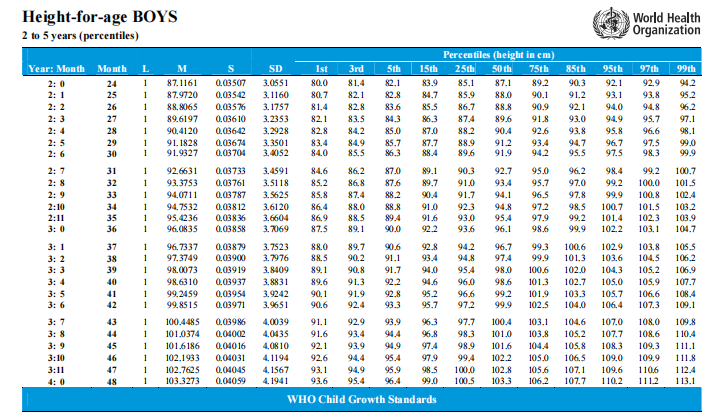 Height-for-age BOYS
2 to 5 years (percentiles)
World Health
Organization
Percentiles (height in cm)
Year: Month Month L M S SD 1st 3rd 5th 15th 25th 50th 75th 85th 95th 97th 99th
2: 0 24 1 87.1161 0.03507 3.0551 80.0 81.4 82.1 83.9 85.1 87.1 89.2 90.3 92.1 92.9 94.2
2: 1 25 1 87.9720 0.03542 3.1160 80.7 82.1 82.8 84.7 85.9 88.0 90.1 91.2 93.1 93.8 95.2
2: 2 26 1 88.8065 0.03576 3.1757 81.4 82.8 83.6 85.5 86.7 88.8 90.9 92.1 94.0 94.8 96.2
2: 3 27 1 89.6197 0.03610 3.2353 82.1 83.5 84.3 86.3 87.4 89.6 91.8 93.0 94.9 95.7 97.1
2: 4 28 1 90.4120 0.03642 3.2928 82.8 84.2 85.0 87.0 88.2 90.4 92.6 93.8 95.8 96.6 98.1
2: 5 29 1 91.1828 0.03674 3.3501 83.4 84.9 85.7 87.7 88.9 91.2 93.4 94.7 96.7 97.5 99.0
2: 6 30 1 91.9327 0.03704 3.4052 84.0 85.5 86.3 88.4 89.6 91.9 94.2 95.5 97.5 98.3 99.9
2: 7 31 1 92.6631 0.03733 3.4591 84.6 86.2 87.0 89.1 90.3 92.7 95.0 96.2 98.4 99.2 100.7
2: 8 32 1 93.3753 0.03761 3.5118 85.2 86.8 87.6 89.7 91.0 93.4 95.7 97.0 99.2 100.0 101.5
2: 9 33 1 94.0711 0.03787 3.5625 85.8 87.4 88.2 90.4 91.7 94.1 96.5 97.8 99.9 100.8 102.4
2:10 34 1 94.7532 0.03812 3.6120 86.4 88.0 88.8 91.0 92.3 94.8 97.2 98.5 100.7 101.5 103.2
2:11 35 1 95.4236 0.03836 3.6604 86.9 88.5 89.4 91.6 93.0 95.4 97.9 99.2 101.4 102.3 103.9
3: 0 36 1 96.0835 0.03858 3.7069 87.5 89.1 90.0 92.2 93.6 96.1 98.6 99.9 102.2 103.1 104.7
3: 1 37 1 96.7337 0.03879 3.7523 88.0 89.7 90.6 92.8 94.2 96.7 99.3 100.6 102.9 103.8 105.5
3: 2 38 1 97.3749 0.03900 3.7976 88.5 90.2 91.1 93.4 94.8 97.4 99.9 101.3 103.6 104.5 106.2
3: 3 39 1 98.0073 0.03919 3.8409 89.1 90.8 91.7 94.0 95.4 98.0 100.6 102.0 104.3 105.2 106.9
3: 4 40 1 98.6310 0.03937 3.8831 89.6 91.3 92.2 94.6 96.0 98.6 101.3 102.7 105.0 105.9 107.7
3: 5 41 1 99.2459 0.03954 3.9242 90.1 91.9 92.8 95.2 96.6 99.2 101.9 103.3 105.7 106.6 108.4
3: 6 42 1 99.8515 0.03971 3.9651 90.6 92.4 93.3 95.7 97.2 99.9 102.5 104.0 106.4 107.3 109.1
3: 7 43 1 100.4485 0.03986 4.0039 91.1 92.9 93.9 96.3 97.7 100.4 103.1 104.6 107.0 108.0 109.8
3: 8 44 1 101.0374 0.04002 4.0435 91.6 93.4 94.4 96.8 98.3 101.0 103.8 105.2 107.7 108.6 110.4
3: 9 45 1 101.6186 0.04016 4.0810 92.1 93.9 94.9 97.4 98.9 101.6 104.4 105.8 108.3 109.3 111.1
3:10 46 1 102.1933 0.04031 4.1194 92.6 94.4 95.4 97.9 99.4 102.2 105.0 106.5 109.0 109.9 111.8
3:11 47 1 102.7625 0.04045 4.1567 93.1 94.9 95.9 98.5 100.0 102.8 105.6 107.1 109.6 110.6 112.4
4: 0 48 1 103.3273 0.04059 4.1941 93.6 95.4 96.4 99.0 100.5 103.3 106.2 107.7 110.2 111.2 113.1
WHO Child Growth Standards